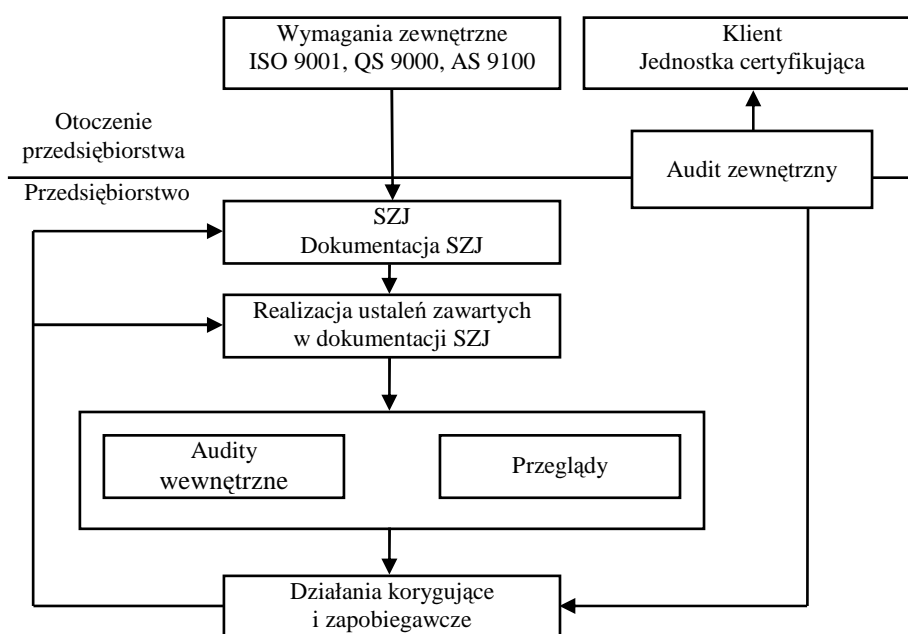 Wymagania zewnętrzne
ISO 9001, QS 9000, AS 9100
Klient
Jednostka certyfikująca
Otoczenie
przedsiębiorstwa
Audit zewnętrzny
Przedsiębiorstwo
SZJ
Dokumentacja SZJ
Realizacja ustaleń zawartych
w dokumentacji SZJ
Audity
wewnętrzne
Przeglądy
Działania korygujące
i zapobiegawcze